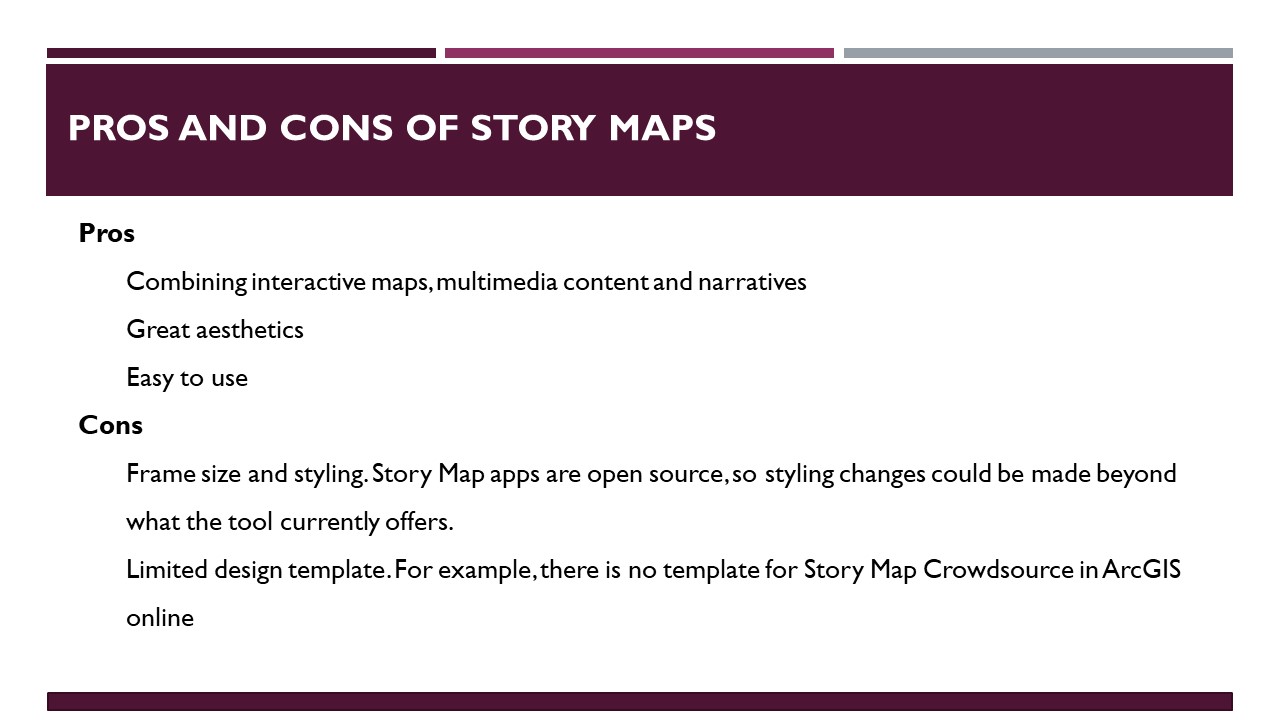 PROS AND CONS OF STORY MAPS
Pros
Combining interactive maps, multimedia content and narratives
Great aesthetics
Easy to use
Cons
Frame size and styling. Story Map apps are open source, so styling changes could be made beyond
what the tool currently offers.
Limited design template. For example, there is no template for Story Map Crowdsource in ArcGIS
online